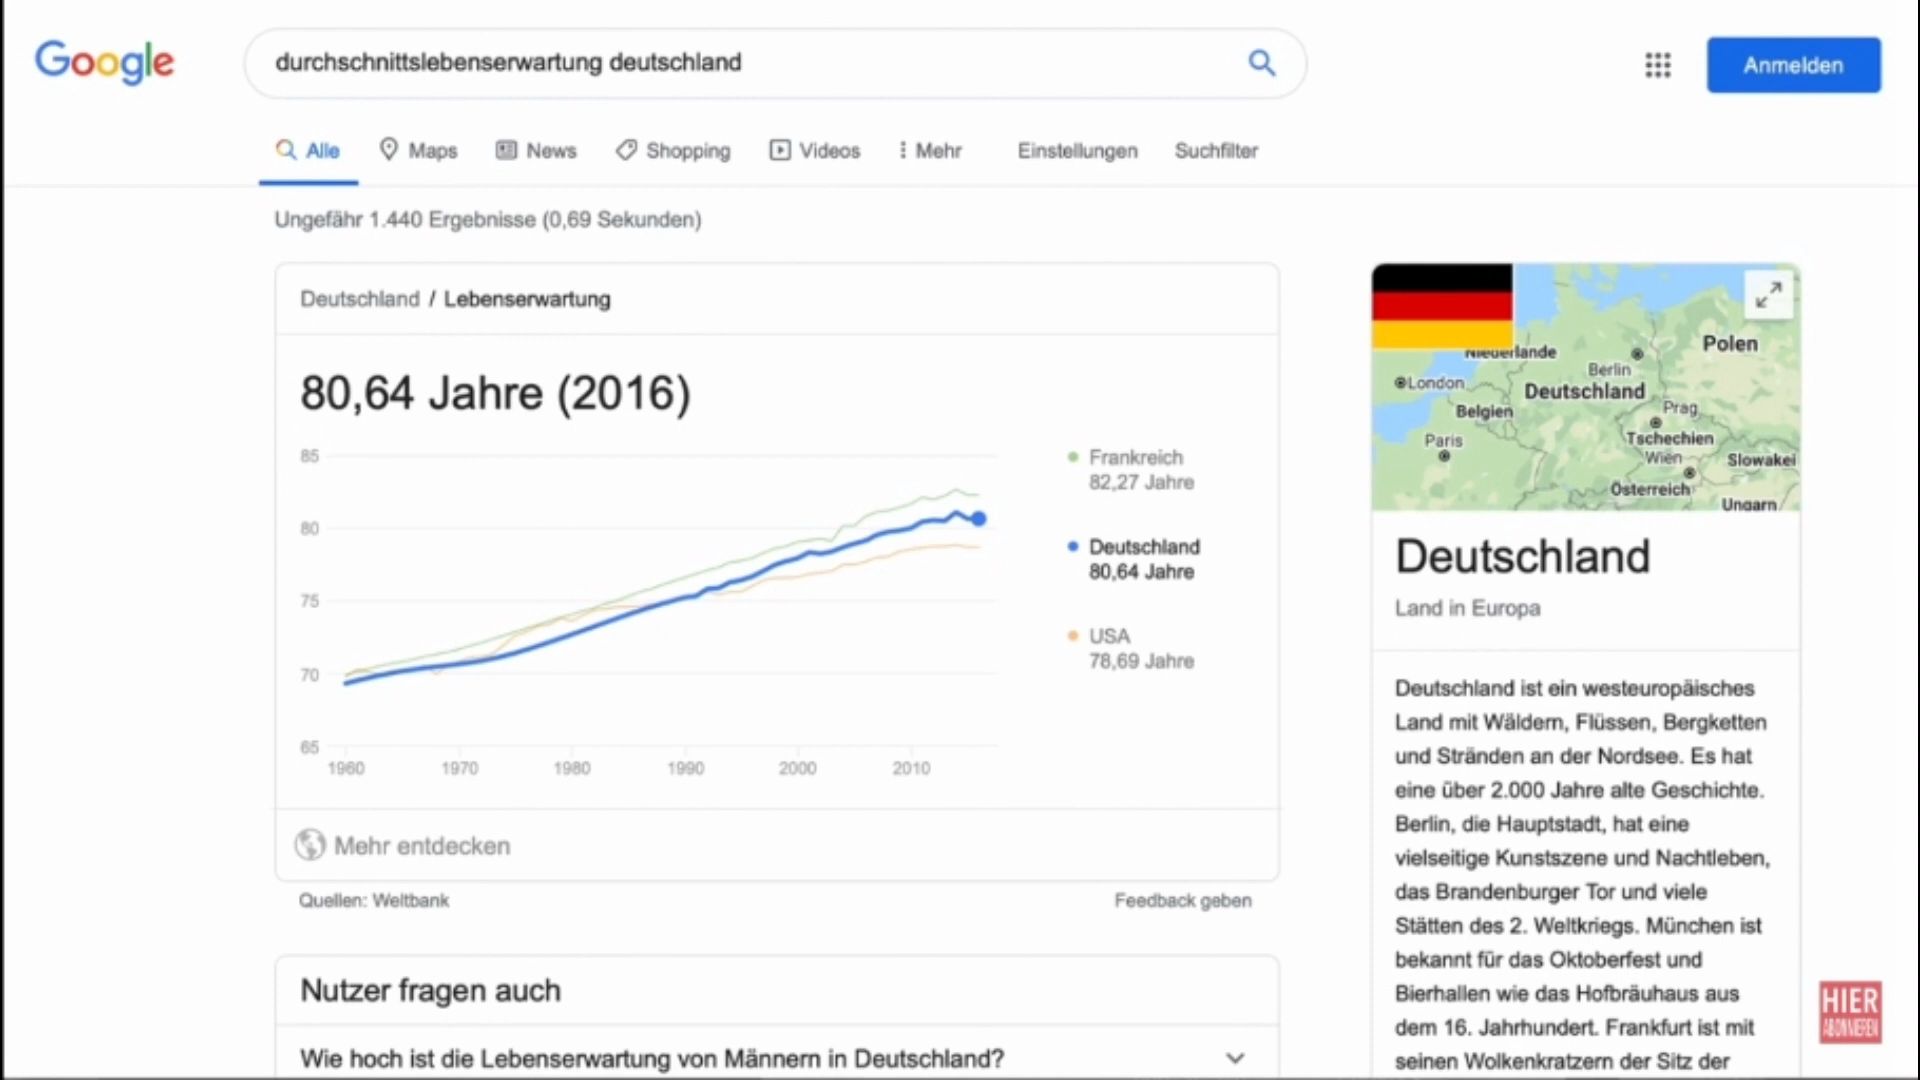 Google
durchschnittslebenserwartung deutschland
Anmelden
Alle Maps News Shopping Videos Mehr Einstellungen Suchfilter
Ungefähr 1.440 Ergebnisse (0,69 Sekunden)
Deutschland / Lebenserwartung
80,64 Jahre (2016)
85
80
75
70
65
1960 1970 1980 1990 2000 2010
Frankreich
82,27 Jahre
Deutschland
80,64 Jahre
USA
78,69 Jahre
Mehr entdecken
Quellen: Weltbank
Feedback geben
Nutzer fragen auch
Wie hoch ist die Lebenserwartung von Männern in Deutschland?
Niederlande
Polen
Berlin
London
Deutschland
Belgien
Prag
Paris
Tschechien
Wien
Slowakei
Österreich
Ungarn
Deutschland
Land in Europa
Deutschland ist ein westeuropäisches
Land mit Wäldern, Flüssen, Bergketten
und Stränden an der Nordsee. Es hat
eine über 2.000 Jahre alte Geschichte.
Berlin, die Hauptstadt, hat eine
vielseitige Kunstszene und Nachtleben,
das Brandenburger Tor und viele
Stätten des 2. Weltkriegs. München ist
bekannt für das Oktoberfest und
Bierhallen wie das Hofbräuhaus aus
dem 16. Jahrhundert. Frankfurt ist mit
seinen Wolkenkratzern der Sitz der
HIER
ABONNIEREN